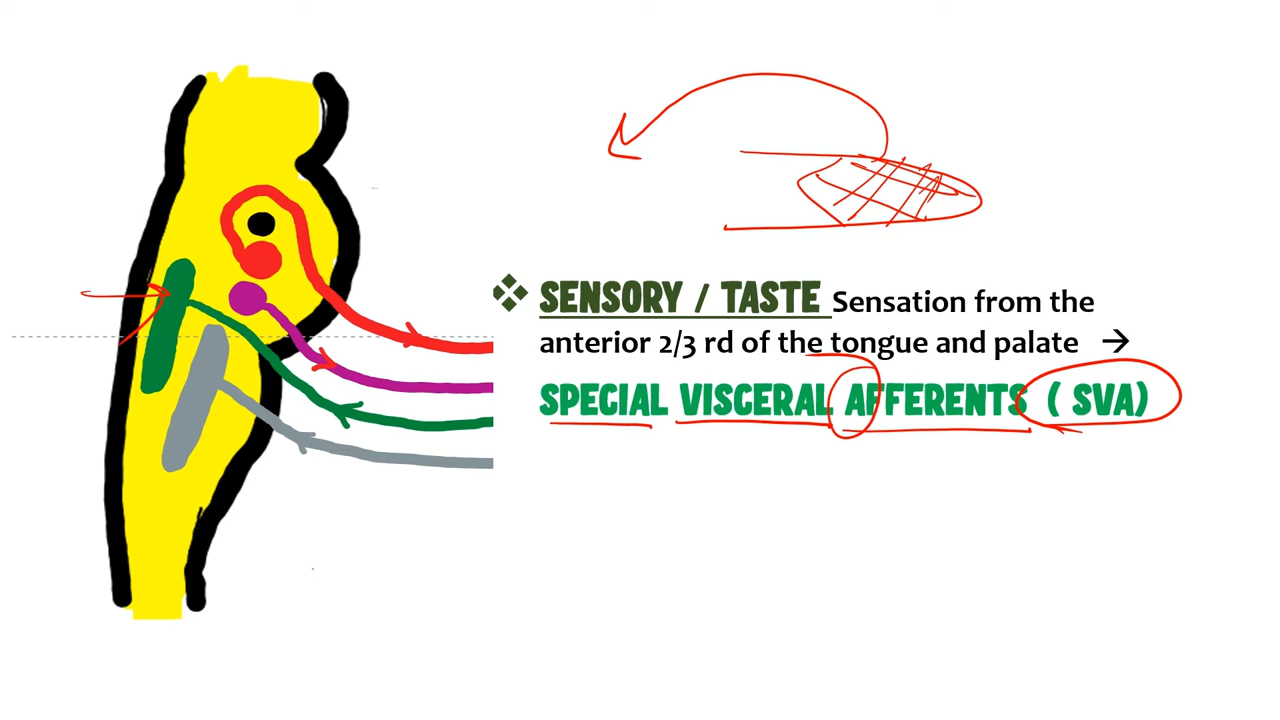 SENSORY / TASTE Sensation from the
anterior 2/3 rd of the tongue and palate →
SPECIAL VISCERAL AFFERENTS ( SVA)